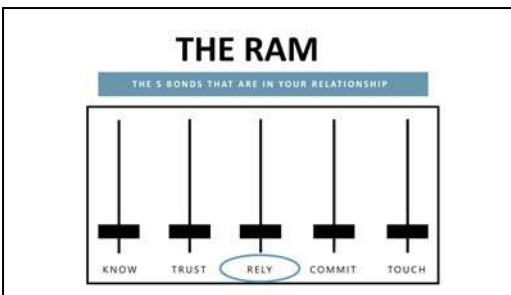 THE RAM
THE 5 BONDS THAT ARE IN YOUR RELATIONSHIP
KNOW TRUST RELY COMMIT TOUCH